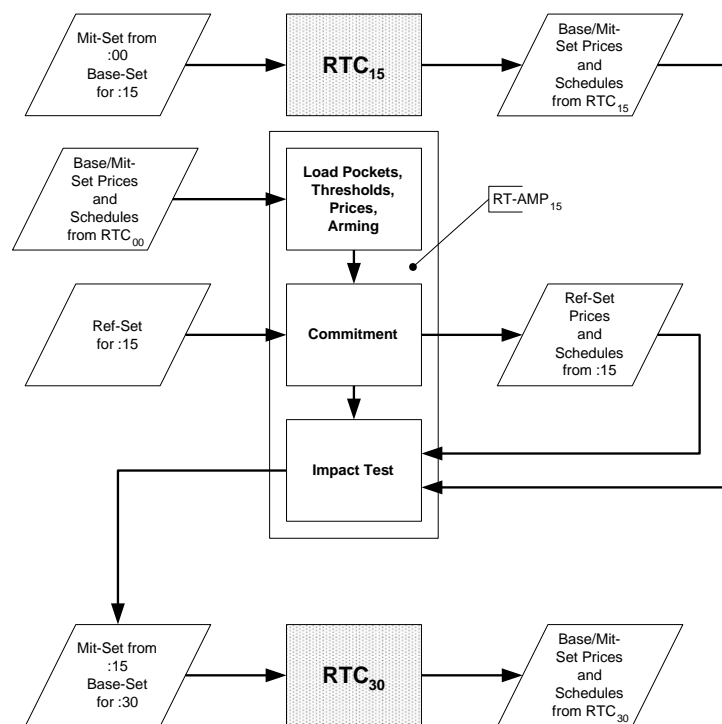 Mit-Set from
:00
Base-Set
for :15
RTC15
Base/Mit-
Set Prices
and
Schedules
from RTC15
Base/Mit-
Set Prices
and
Schedules
from RTC00
Load Pockets,
Thresholds,
Prices,
Arming
RT-AMP15
Ref-Set
for :15
Commitment
Ref-Set
Prices
and
Schedules
from :15
Impact Test
Mit-Set from
:15
Base-Set
for :30
RTC30
Base/Mit-
Set Prices
and
Schedules
from RTC30